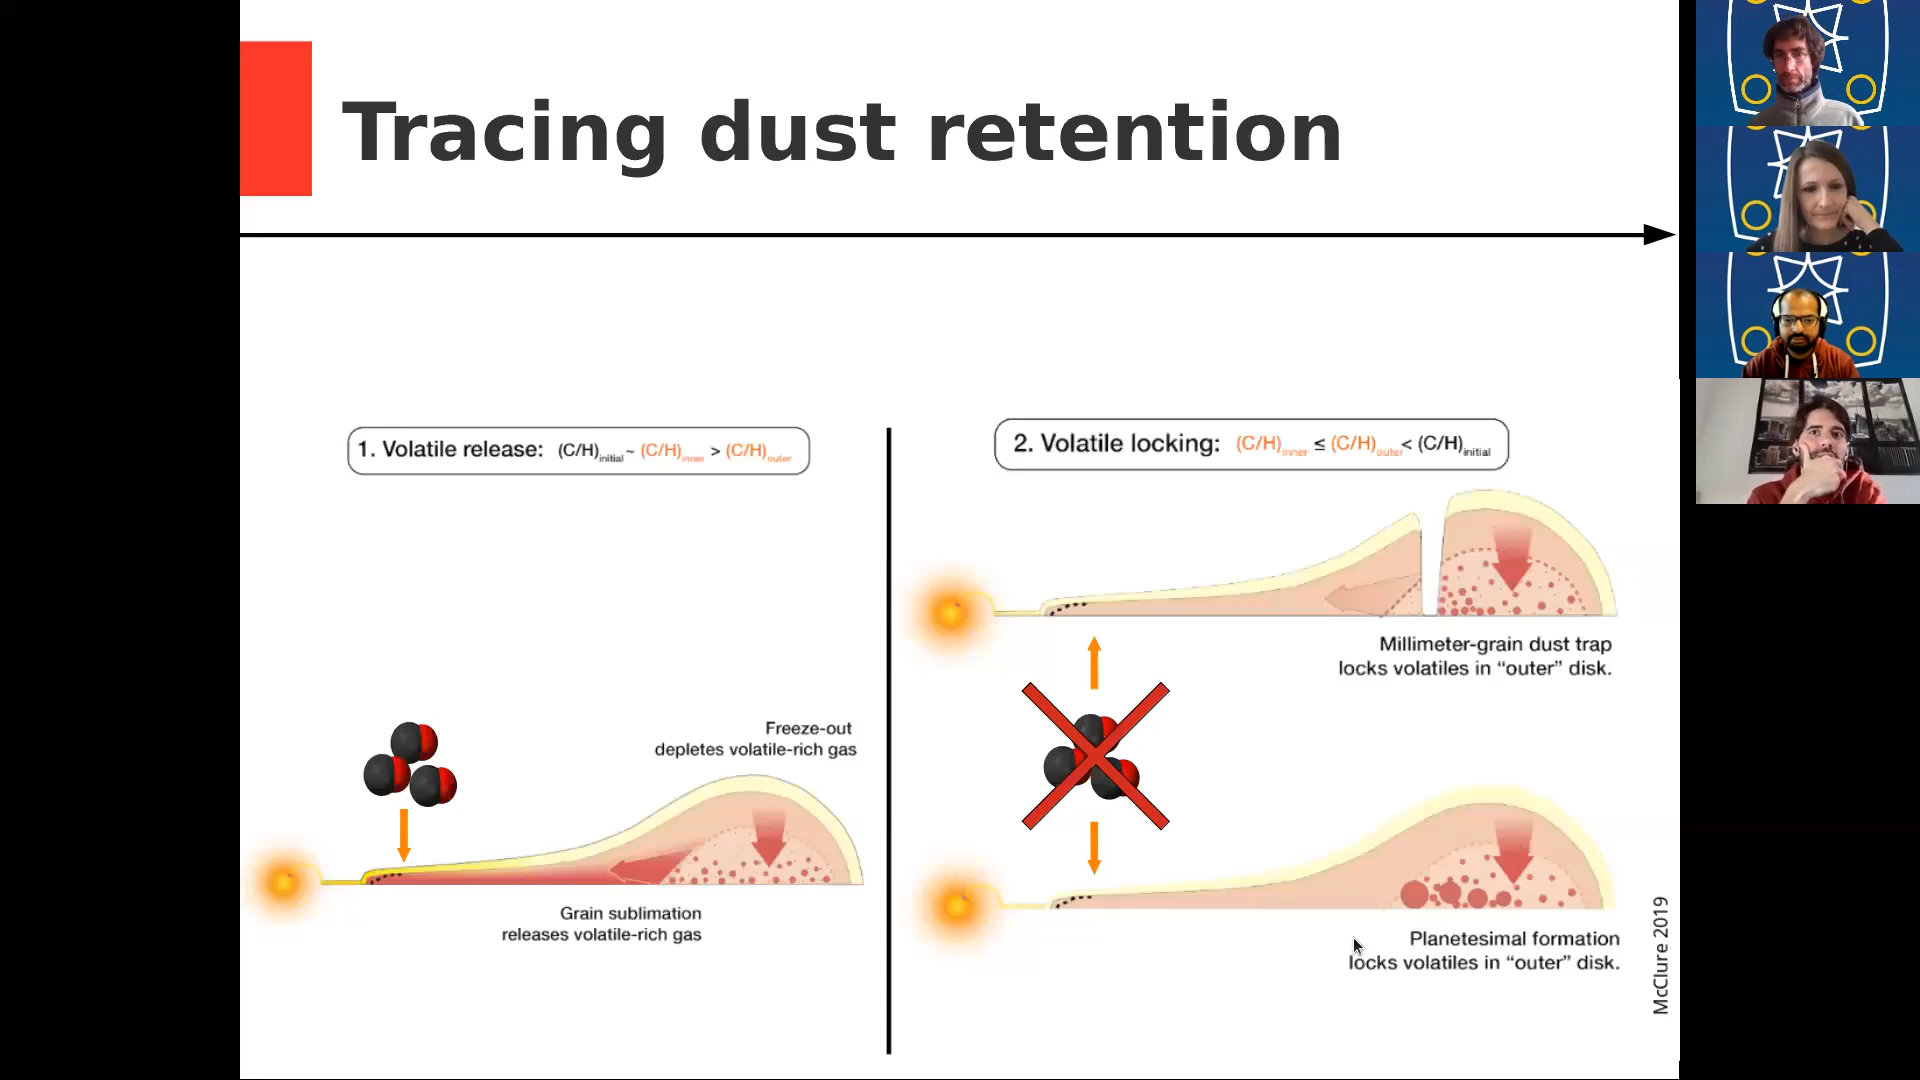 Tracing dust retention
1. Volatile release: (C/H)initial ~ (C/H)inner > (C/H)outer
Freeze-out
depletes volatile-rich gas
Grain sublimation
releases volatile-rich gas
2. Volatile locking: (C/H)inner ≤ (C/H)outer < (C/H)initial
Millimeter-grain dust trap
locks volatiles in “outer” disk.
Planetesimal formation
locks volatiles in “outer” disk.
McClure 2019